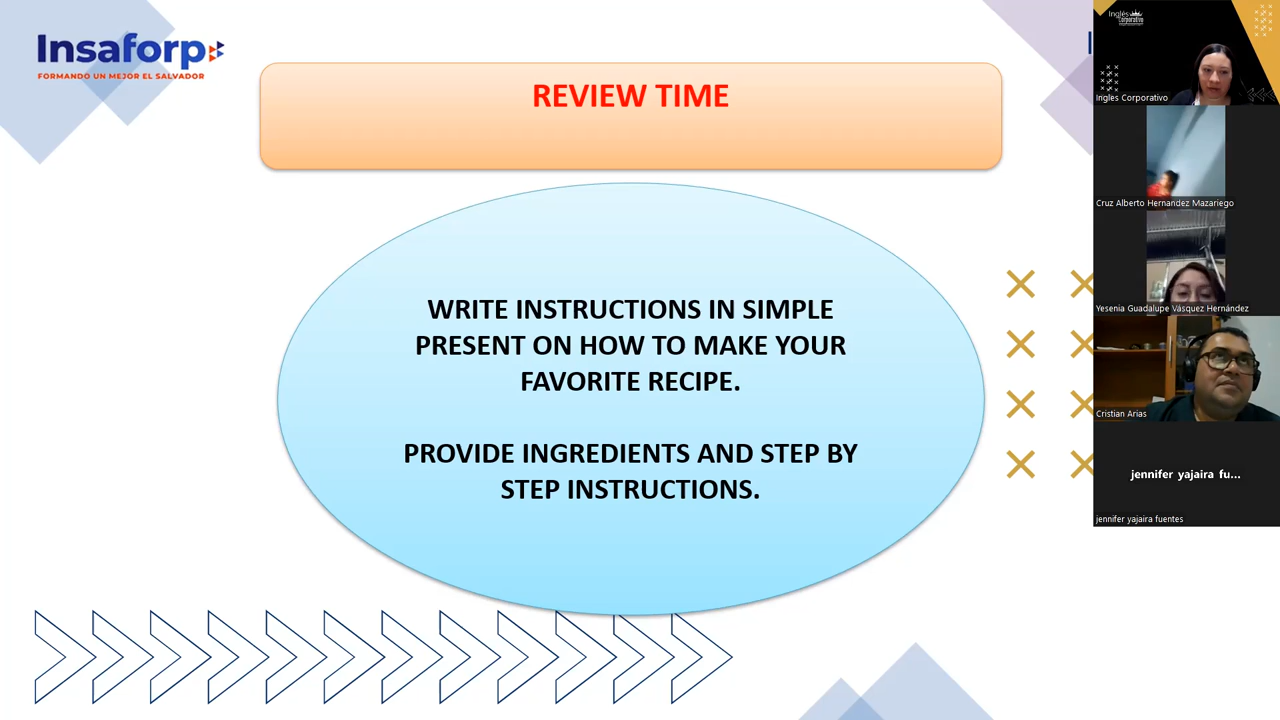 Insaforp
FORMANDO UN MEJOR EL SALVADOR
REVIEW TIME
WRITE INSTRUCTIONS IN SIMPLE
PRESENT ON HOW TO MAKE YOUR
FAVORITE RECIPE.
PROVIDE INGREDIENTS AND STEP BY
STEP INSTRUCTIONS.
Inglés
Corporativo
Ingles Corporativo
Cruz Alberto Hernandez Mazariego
Yesenia Guadalupe Vásquez Hernández
Cristian Arias
jennifer yajaira fu...
jennifer yajaira fuentes